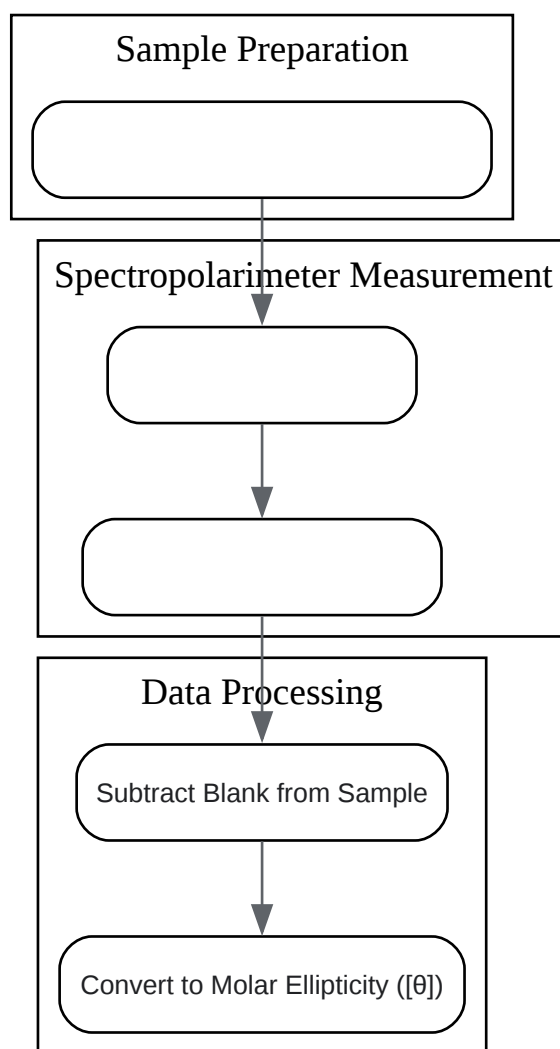 Sample Preparation
Spectropolarimeter Measurement
Data Processing
Subtract Blank from Sample
Convert to Molar Ellipticity ([θ])